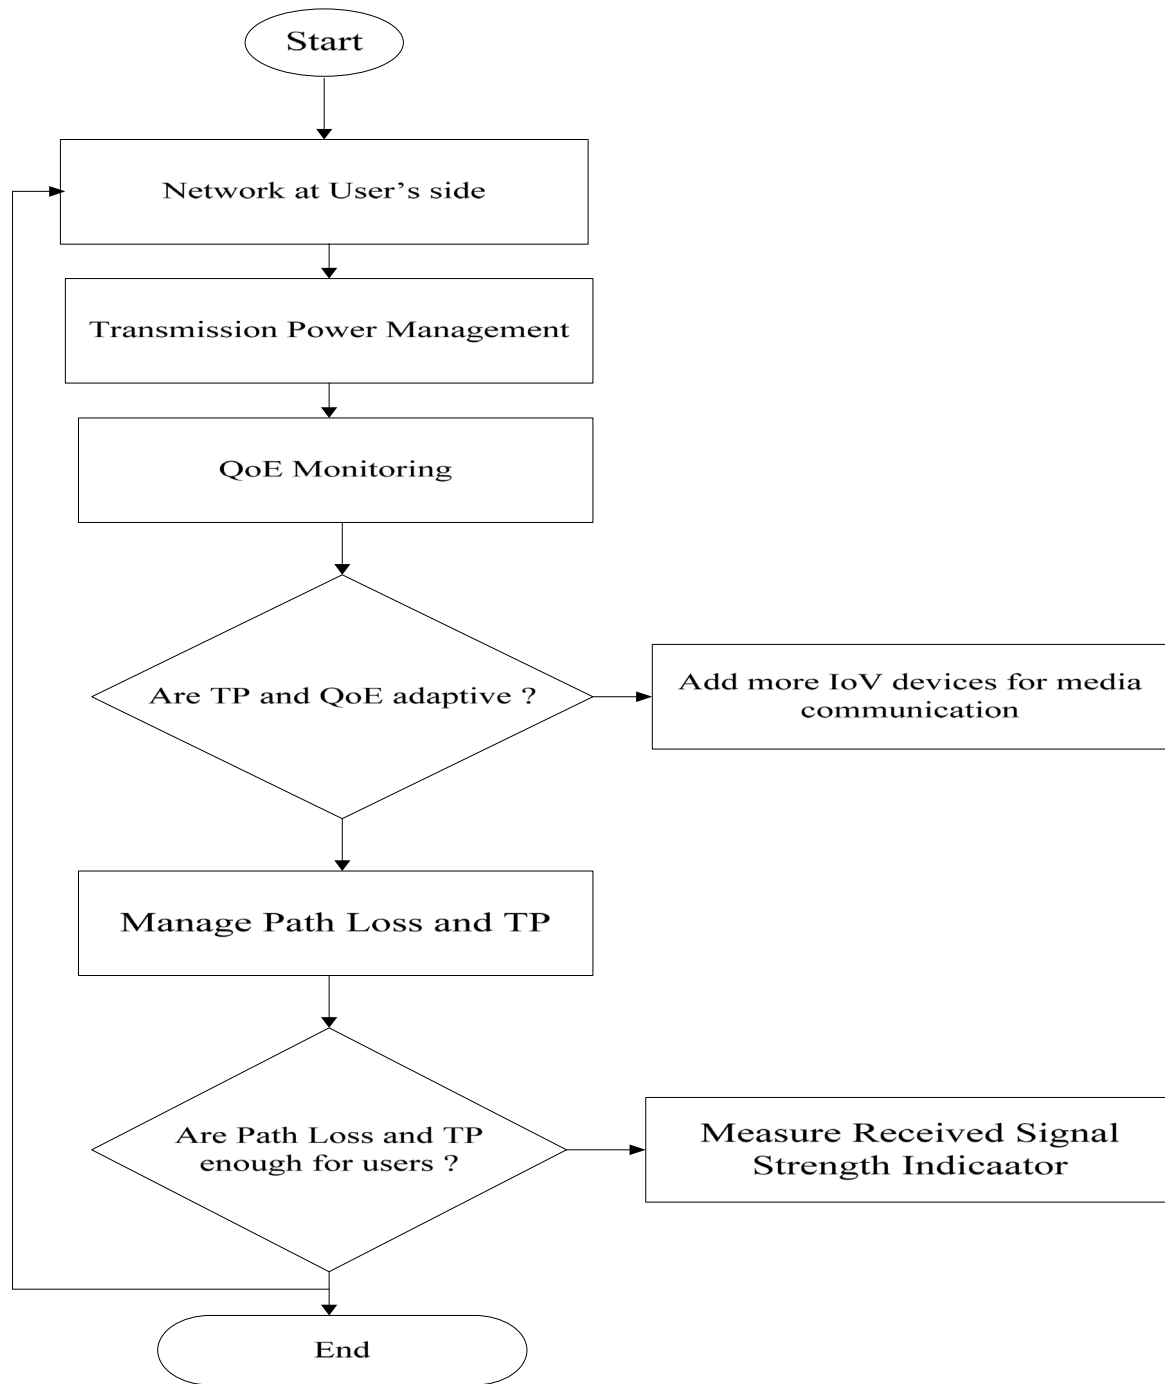 Start
Network at User’s side
Transmission Power Management
QoE Monitoring
Are TP and QoE adaptive ?
Add more IoV devices for media
communication
Manage Path Loss and TP
Are Path Loss and TP
enough for users ?
Measure Received Signal
Strength Indicaator
End